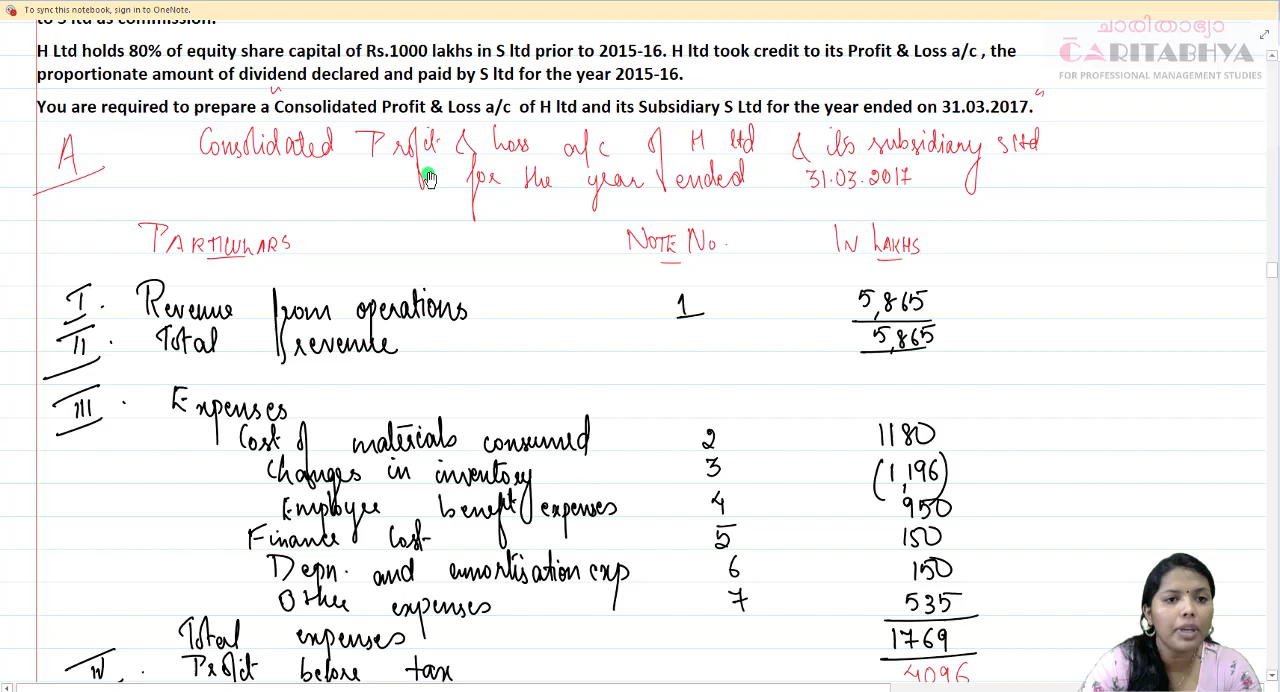 To sync this notebook, sign in to OneNote.
to S ltd as commission.
ചാരിതാഭ്യാ
CARITABHYA
FOR PROFESSIONAL MANAGEMENT STUDIES
H Ltd holds 80% of equity share capital of Rs.1000 lakhs in S ltd prior to 2015-16. H ltd took credit to its Profit & Loss a/c , the
proportionate amount of dividend declared and paid by S ltd for the year 2015-16.
You are required to prepare a "Consolidated Profit & Loss a/c of H ltd and its Subsidiary S Ltd for the year ended on 31.03.2017."
A Consolidated Profit & Loss a/c of H ltd & its subsidiary S ltd
for the year ended 31.03.2017
PARTICULARS NOTE No. IN LAKHS
I. Revenue from operations 1 5,865
II. Total revenue 5,865
III. Expenses
Cost of materials consumed 2 1180
Changes in inventory 3 (1,196)
Employee benefit expenses 4 950
Finance cost 5 150
Depn. and amortisation exp 6 150
Other expenses 7 535
Total expenses 1769
IV. Profit before tax 4096